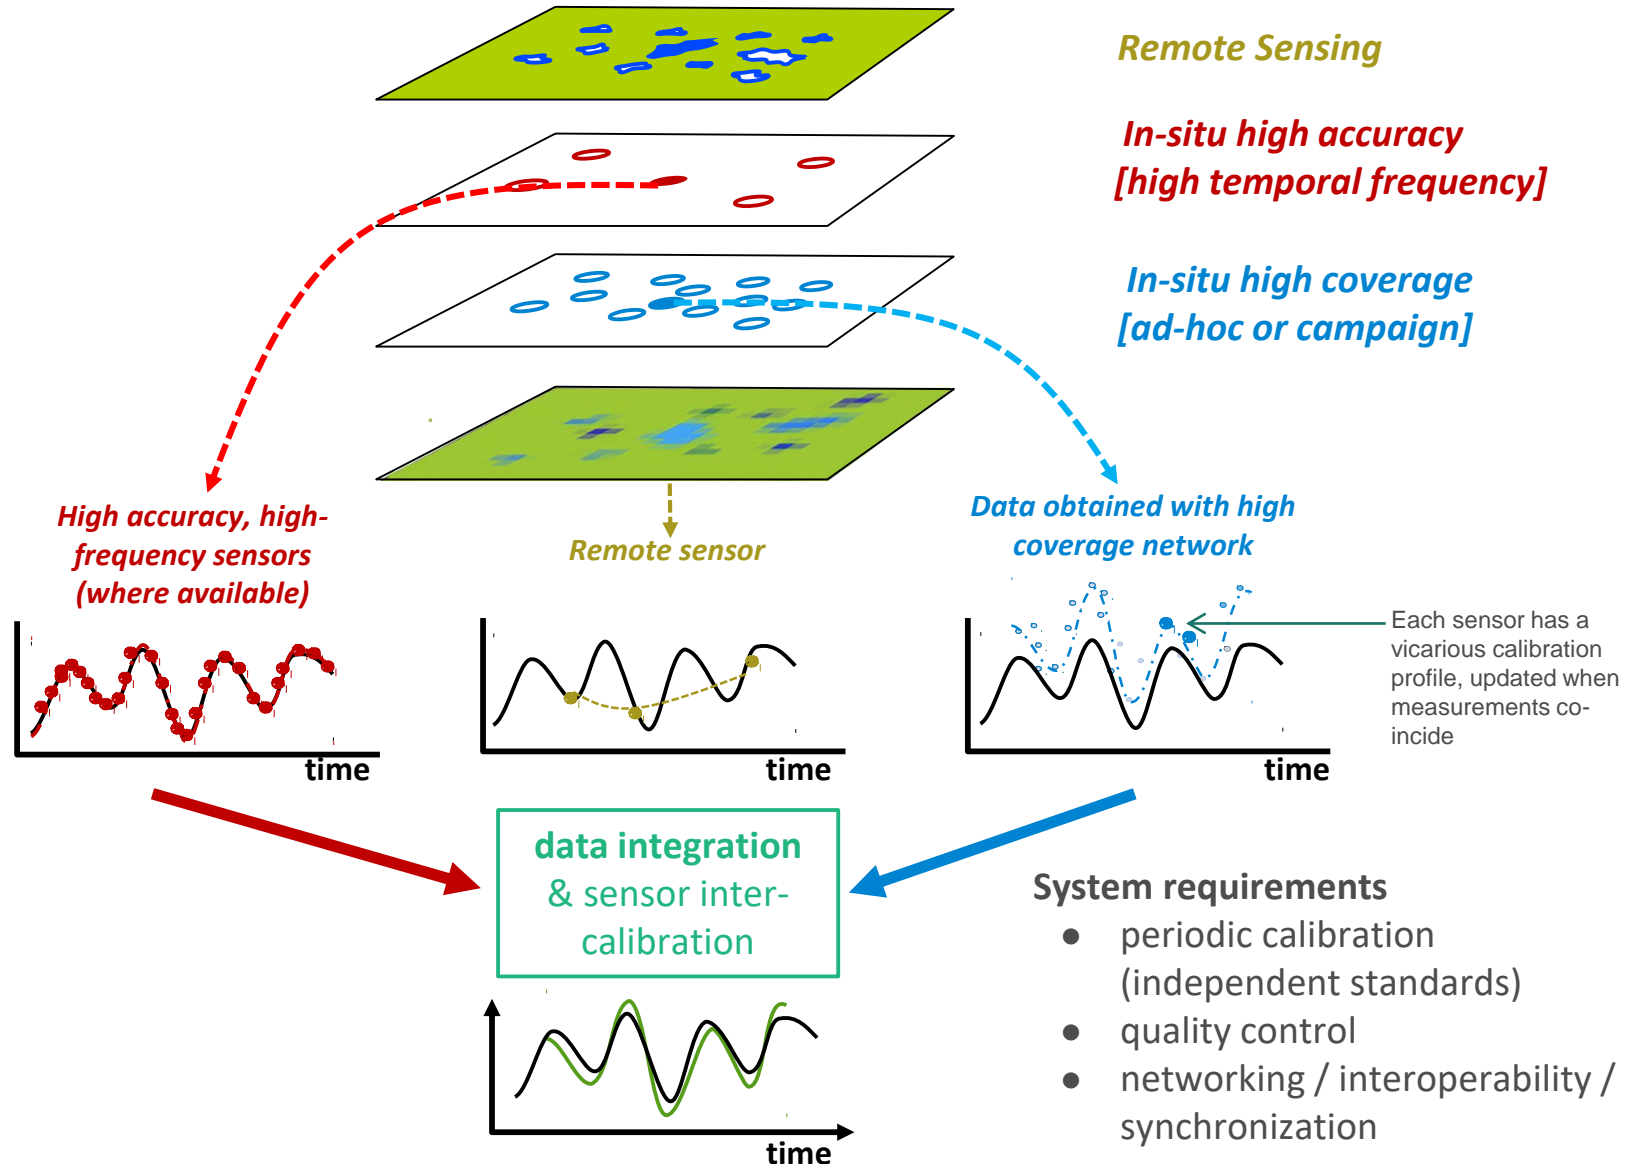 Remote Sensing
In-situ high accuracy
[high temporal frequency]
In-situ high coverage
[ad-hoc or campaign]
High accuracy, high-
frequency sensors
(where available)
Remote sensor
Data obtained with high
coverage network
Each sensor has a
vicarious calibration
profile, updated when
measurements co-
incide
time
time
time
data integration
& sensor inter-
calibration
System requirements
● periodic calibration
(independent standards)
● quality control
● networking / interoperability /
synchronization
time